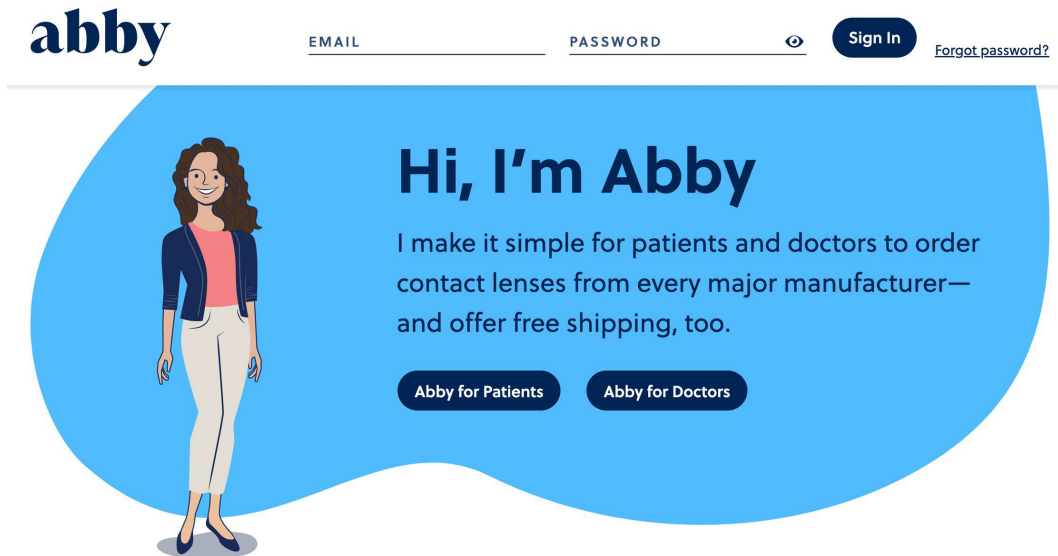 abby
EMAIL
PASSWORD
Sign In
Forgot password?
Hi, I’m Abby
I make it simple for patients and doctors to order
contact lenses from every major manufacturer—
and offer free shipping, too.
Abby for Patients
Abby for Doctors